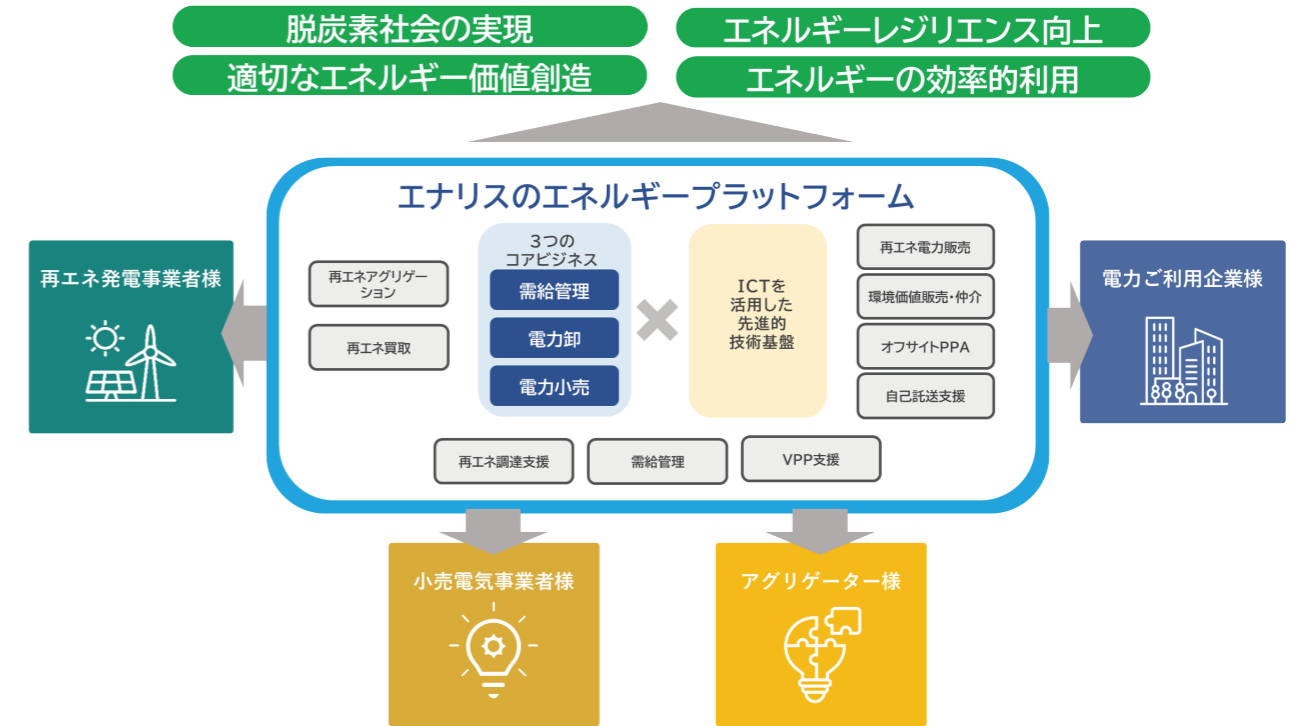 脱炭素社会の実現
エネルギーレジリエンス向上
適切なエネルギー価値創造
エネルギーの効率的利用
エナリスのエネルギープラットフォーム
再エネ発電事業者様
再エネアグリゲー
ション
再エネ買取
3つの
コアビジネス
需給管理
電力卸
電力小売
ICTを
活用した
先進的
技術基盤
再エネ電力販売
環境価値販売・仲介
オフサイトPPA
自己託送支援
電力ご利用企業様
再エネ調達支援
需給管理
VPP支援
小売電気事業者様
アグリゲーター様